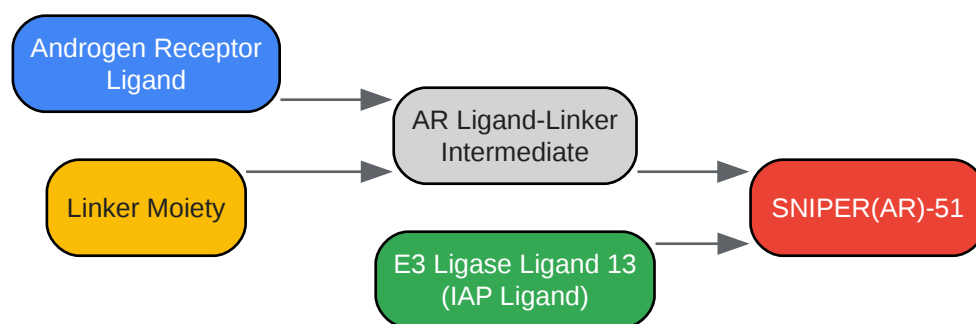 Androgen Receptor
Ligand
Linker Moiety
AR Ligand-Linker
Intermediate
E3 Ligase Ligand 13
(IAP Ligand)
SNIPER(AR)-51